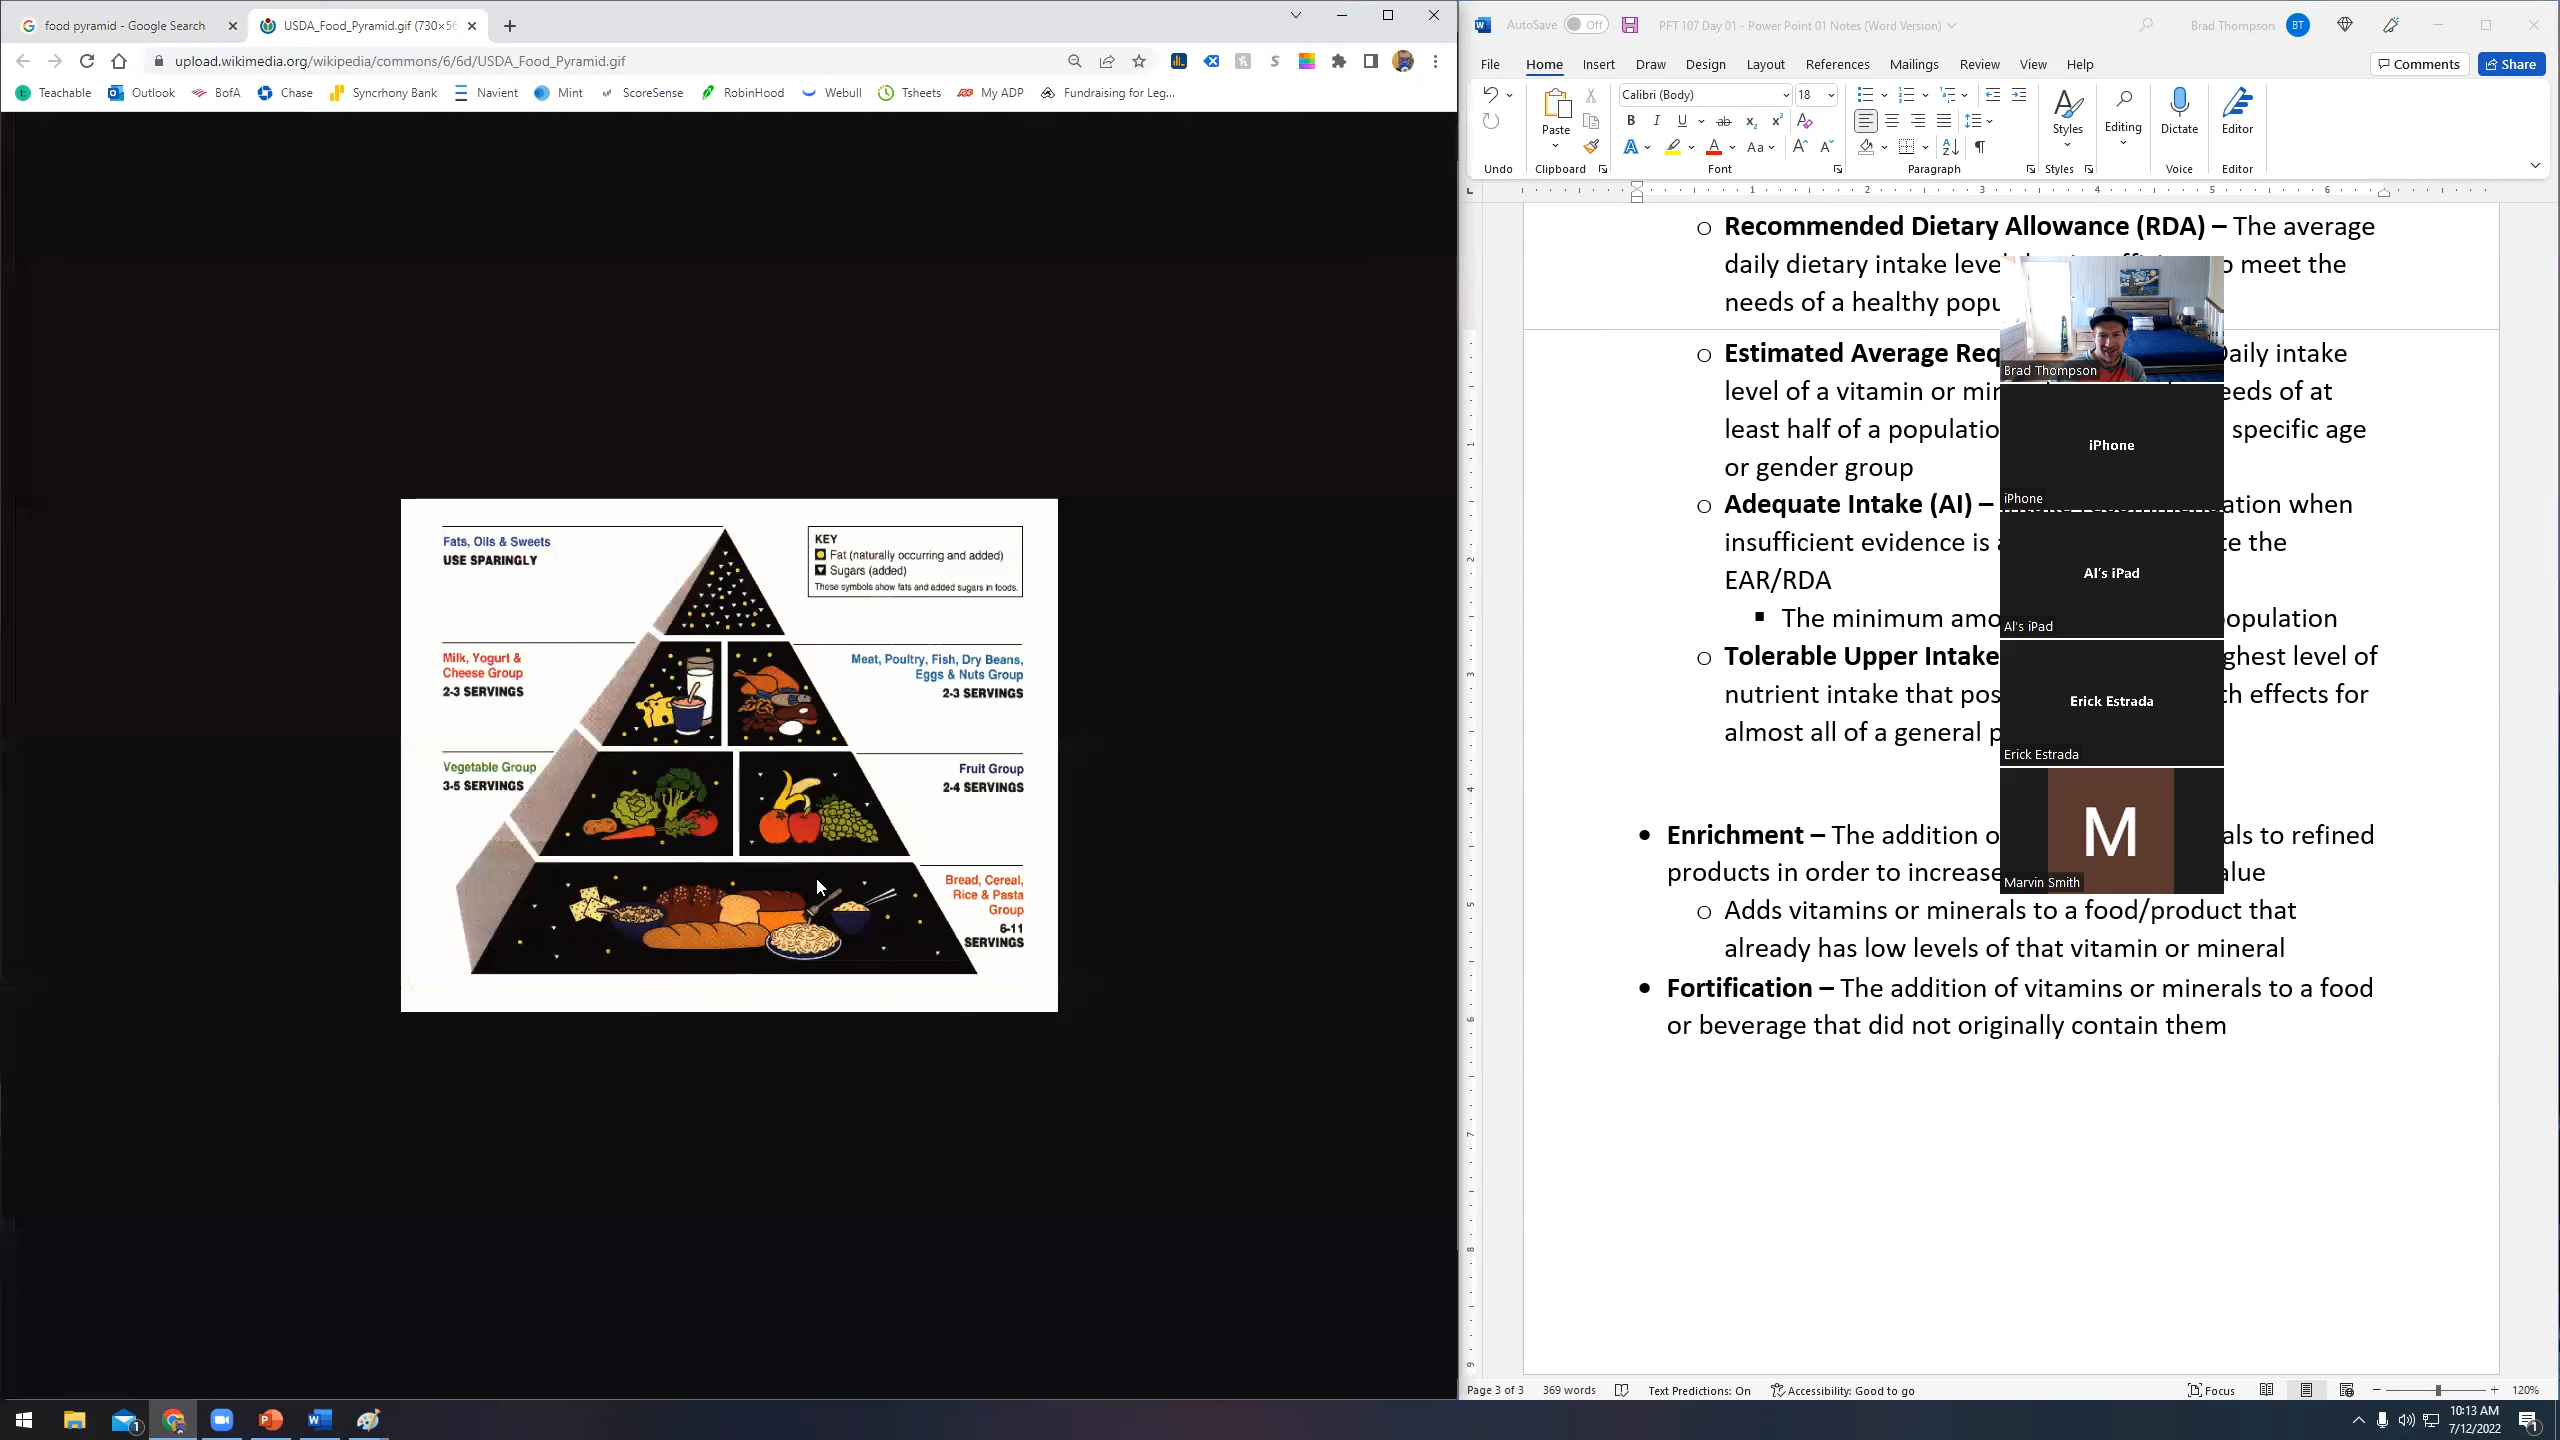 food pyramid - Google Search
USDA_Food_Pyramid.gif (730×56
upload.wikimedia.org/wikipedia/commons/6/6d/USDA_Food_Pyramid.gif
Teachable Outlook BofA Chase Syncrhony Bank Navient Mint ScoreSense RobinHood Webull Tsheets My ADP Fundraising for Leg...
Fats, Oils & Sweets
USE SPARINGLY
KEY
Fat (naturally occurring and added)
Sugars (added)
These symbols show fats and added sugars in foods.
Milk, Yogurt &
Cheese Group
2-3 SERVINGS
Meat, Poultry, Fish, Dry Beans,
Eggs & Nuts Group
2-3 SERVINGS
Vegetable Group
3-5 SERVINGS
Fruit Group
2-4 SERVINGS
Bread, Cereal,
Rice & Pasta
Group
6-11
SERVINGS
AutoSave Off PFT 107 Day 01 - Power Point 01 Notes (Word Version) Brad Thompson BT
File Home Insert Draw Design Layout References Mailings Review View Help Comments Share
Calibri (Body) 18
Paste Styles Editing Dictate Editor
Undo Clipboard Font Paragraph Styles Voice Editor
1 2 3 4 5 6
o Recommended Dietary Allowance (RDA) – The average
daily dietary intake leve o meet the
needs of a healthy popu
o Estimated Average Req aily intake
level of a vitamin or mi eeds of at
least half of a populatio specific age
or gender group
o Adequate Intake (AI) – ation when
insufficient evidence is e the
EAR/RDA
▪ The minimum amo opulation
o Tolerable Upper Intake ghest level of
nutrient intake that pos th effects for
almost all of a general p
• Enrichment – The addition o als to refined
products in order to increase alue
o Adds vitamins or minerals to a food/product that
already has low levels of that vitamin or mineral
• Fortification – The addition of vitamins or minerals to a food
or beverage that did not originally contain them
Brad Thompson
iPhone
iPhone
Al's iPad
Al's iPad
Erick Estrada
Erick Estrada
M
Marvin Smith
Page 3 of 3 369 words Text Predictions: On Accessibility: Good to go Focus 120%
10:13 AM
7/12/2022